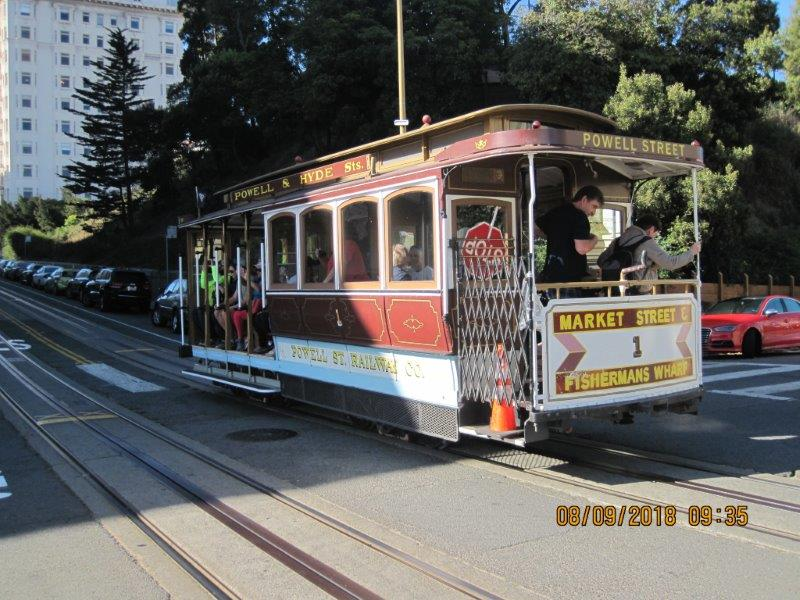 POWELL STREET
POWELL & HYDE Sts.
STOP
MARKET STREET &
1
FISHERMANS WHARF
1
POWELL ST. RAILWAY CO.
08/09/2018 09:35